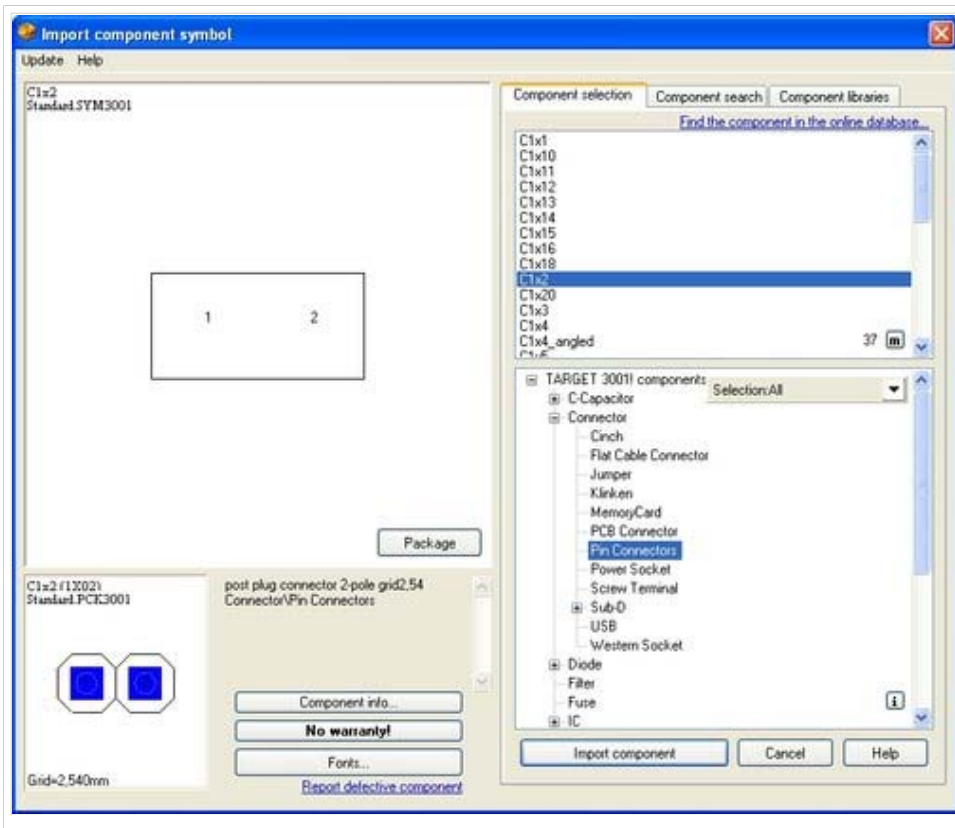 Import component symbol
Update Help
C1x2
Standard.SYM3001
1 2
Package
C1x2 (1X02)
Standard.PCK3001
Grid=2,540mm
post plug connector 2-pole grid2,54
Connector\Pin Connectors
Component info...
No warranty!
Fonts...
Report defective component
Component selection Component search Component libraries
Find the component in the online database...
C1x1
C1x10
C1x11
C1x12
C1x13
C1x14
C1x15
C1x16
C1x18
C1x2
C1x20
C1x3
C1x4
C1x4_angled 37 m
TARGET 3001! components Selection:All
C-Capacitor
Connector
Cinch
Flat Cable Connector
Jumper
Klinken
MemoryCard
PCB Connector
Pin Connectors
Power Socket
Screw Terminal
Sub-D
USB
Western Socket
Diode
Filter
Fuse i
IC
Import component Cancel Help